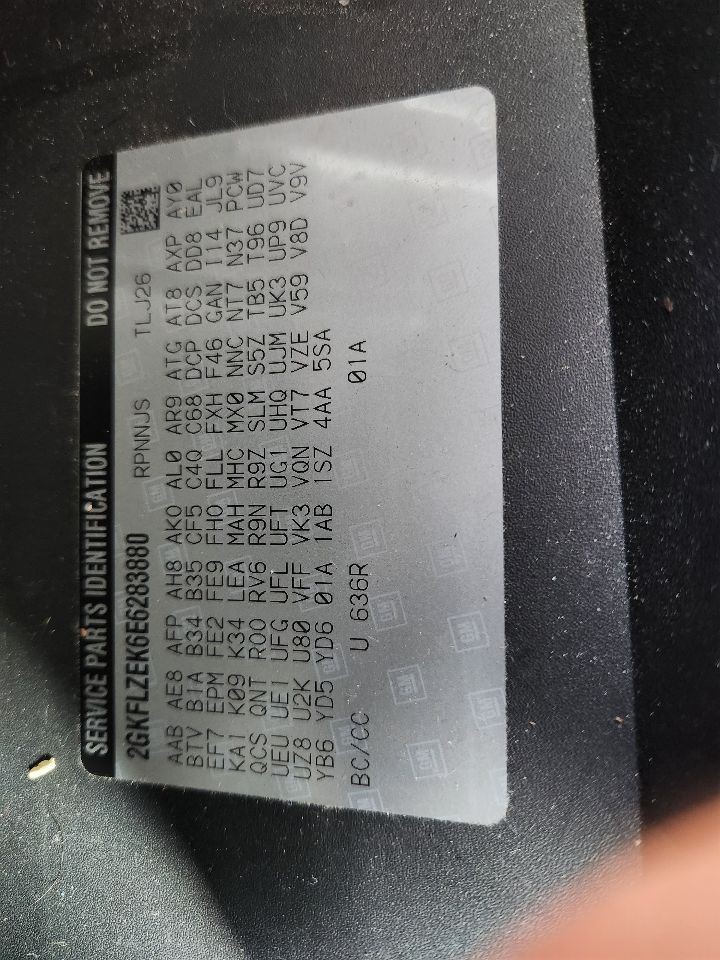 SERVICE PARTS IDENTIFICATION DO NOT REMOVE
2GKFLZEK6E6283880 RPNNJS TLJ26
AAB AE8 AFP AH8 AKO AL0 AR9 ATG AT8 AXP AY0
BTV B1A B34 B35 CF5 C4Q C68 DCP DCS DD8 EAL
EF7 EPM FE2 FE9 FHO FLL FXH F46 GAN I14 JL9
KA1 K09 K34 LEA MAH MHC MX0 NNC NT7 N37 PCW
QCS QNT ROO RV6 R9N R9Z SLM S5Z TB5 T96 UD7
UEU UE1 UFG UFL UFT UG1 UHQ UJM UK3 UP9 UVC
UZ8 U2K U80 VFF VK3 VQN VT7 VZE V59 V8D V9V
YB6 YD5 YD6 01A 1AB 1SZ 4AA 5SA
BC/CC U 636R 01A